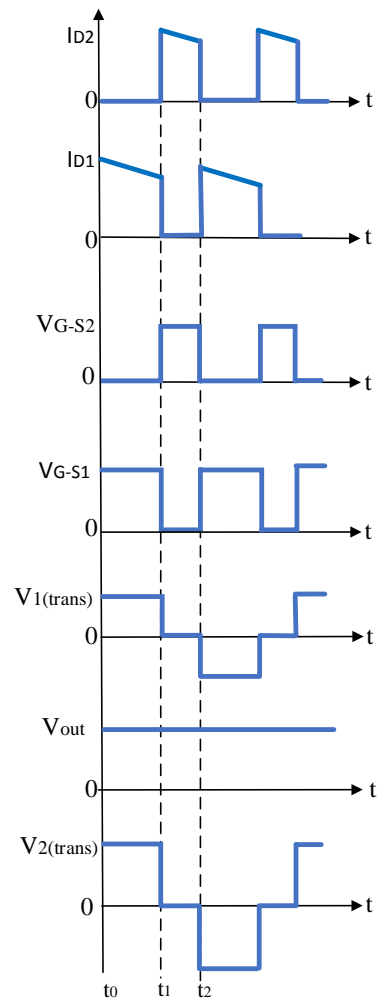 ID2
0
t
ID1
0
t
VG-S2
0
t
VG-S1
0
t
V1(trans)
0
t
Vout
0
t
V2(trans)
0
t
t0 t1 t2